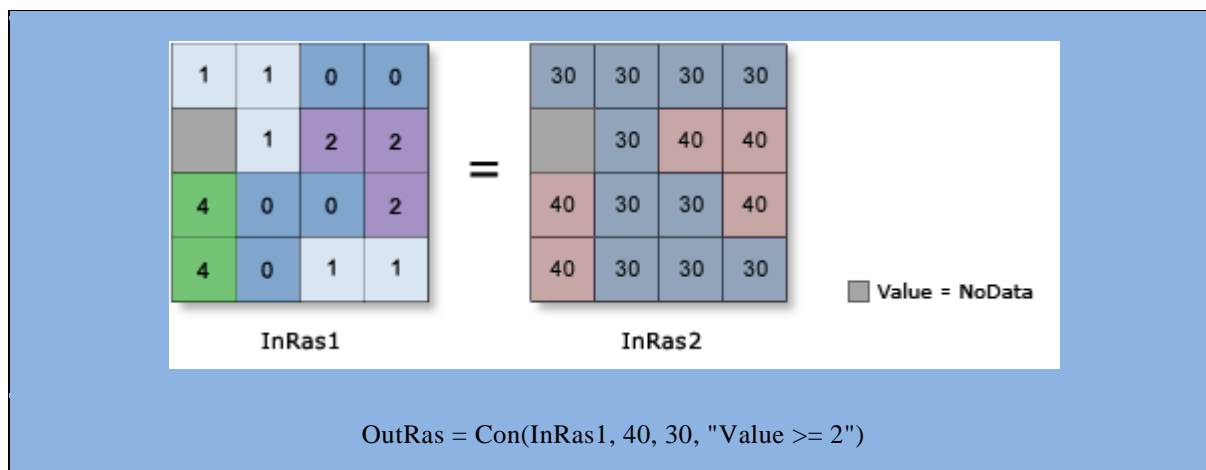 1 1 0 0 30 30 30 30
1 2 2 30 40 40
=
4 0 0 2 40 30 30 40
4 0 1 1 40 30 30 30
Value = NoData
InRas1 InRas2
OutRas = Con(InRas1, 40, 30, "Value >= 2")